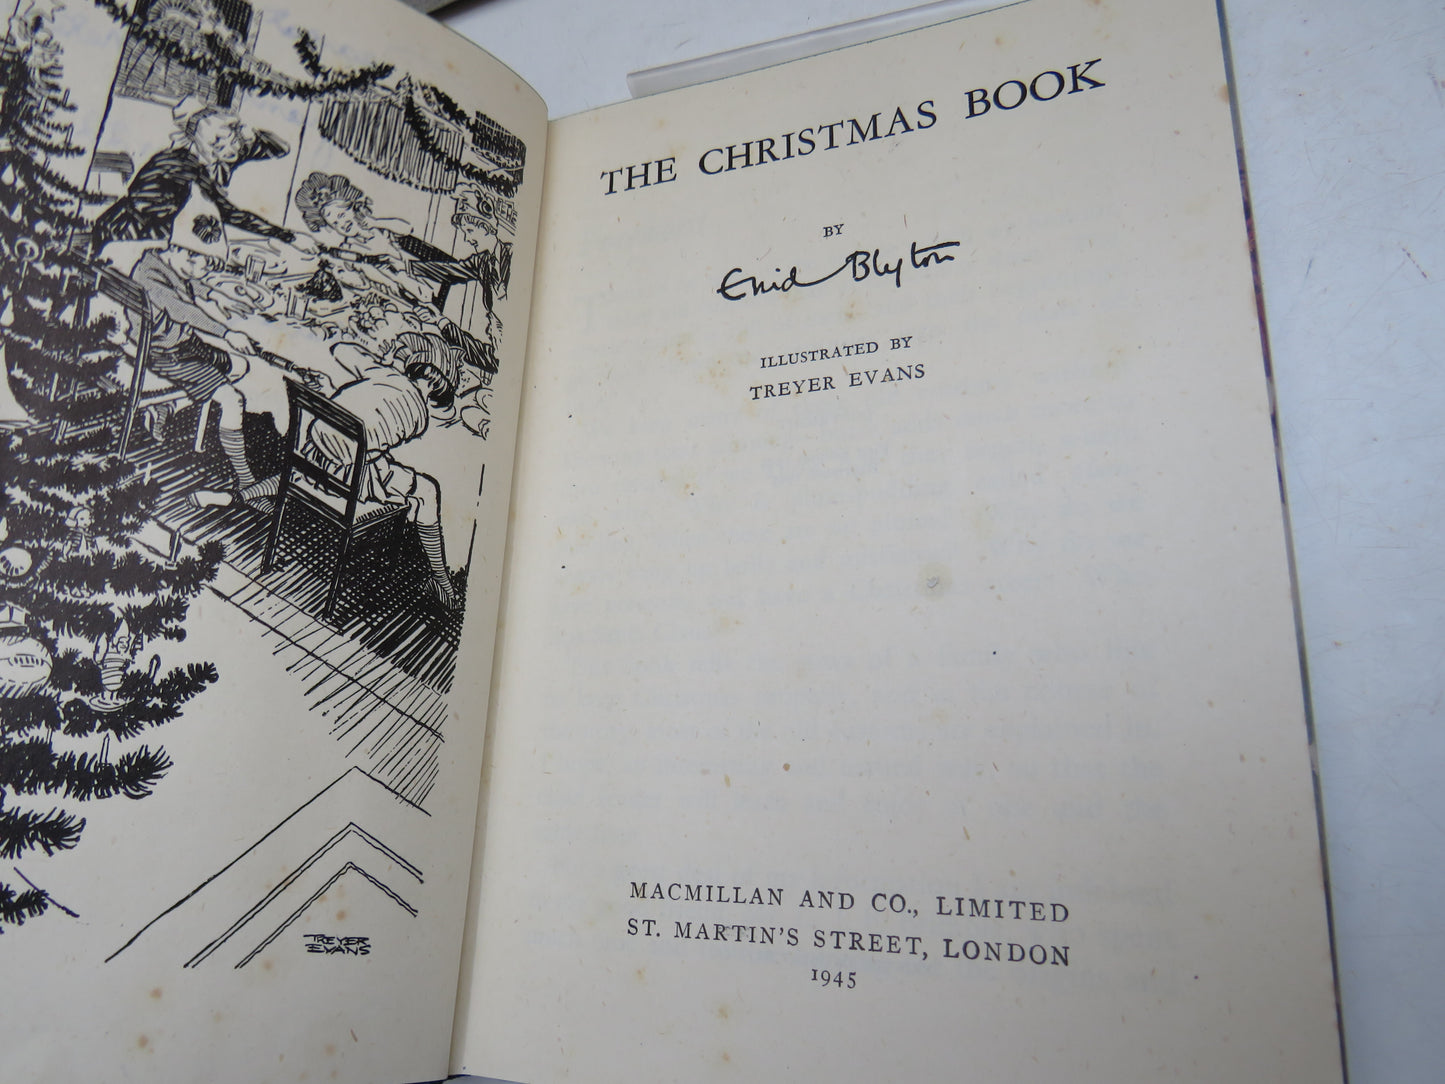 TREYER
EVANS
THE CHRISTMAS BOOK
BY
Enid Blyton
ILLUSTRATED BY
TREYER EVANS
MACMILLAN AND CO., LIMITED
ST. MARTIN'S STREET, LONDON
1945